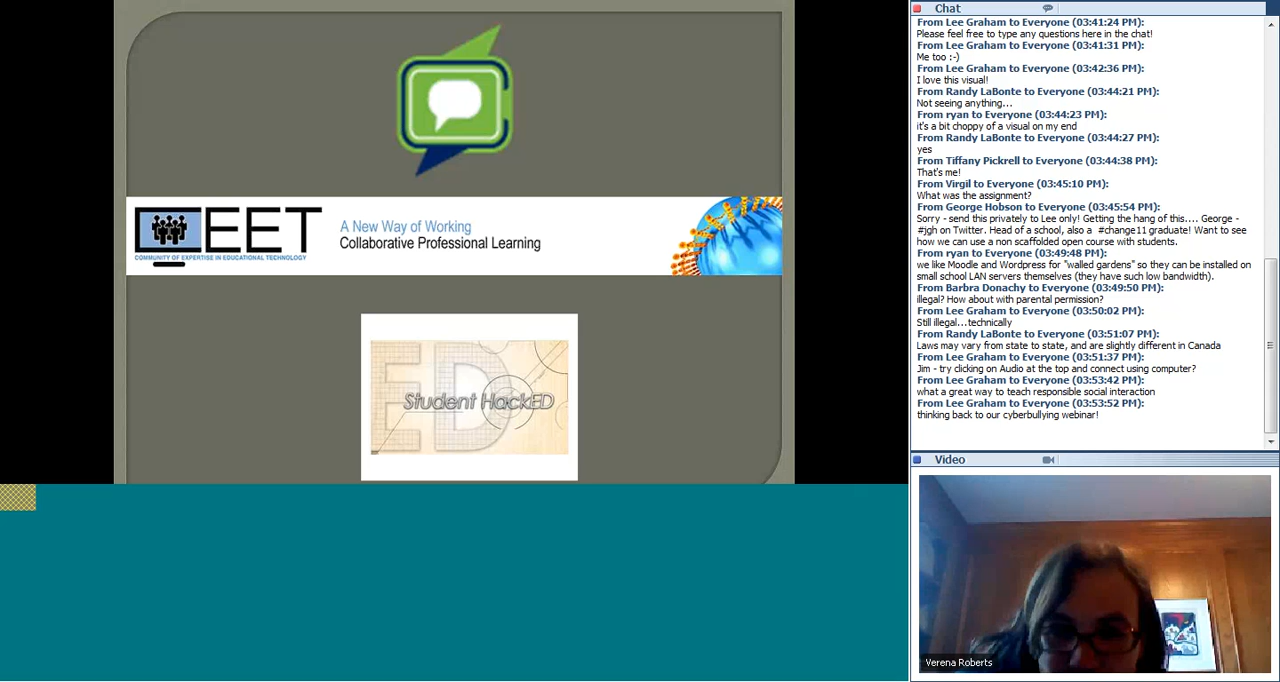 CEET
A New Way of Working
Collaborative Professional Learning
COMMUNITY OF EXPERTISE IN EDUCATIONAL TECHNOLOGY
ED
Student HackED
Chat
From Lee Graham to Everyone (03:41:24 PM):
Please feel free to type any questions here in the chat!
From Lee Graham to Everyone (03:41:31 PM):
Me too :-)
From Lee Graham to Everyone (03:42:36 PM):
I love this visual!
From Randy LaBonte to Everyone (03:44:21 PM):
Not seeing anything...
From ryan to Everyone (03:44:23 PM):
it's a bit choppy of a visual on my end
From Randy LaBonte to Everyone (03:44:27 PM):
yes
From Tiffany Pickrell to Everyone (03:44:38 PM):
That's me!
From Virgil to Everyone (03:45:10 PM):
What was the assignment?
From George Hobson to Everyone (03:45:54 PM):
Sorry - send this privately to Lee only! Getting the hang of this.... George -
#jgh on Twitter. Head of a school, also a  #change11 graduate! Want to see
how we can use a non scaffolded open course with students.
From ryan to Everyone (03:49:48 PM):
we like Moodle and Wordpress for "walled gardens" so they can be installed on
small school LAN servers themselves (they have such low bandwidth).
From Barbra Donachy to Everyone (03:49:50 PM):
illegal? How about with parental permission?
From Lee Graham to Everyone (03:50:02 PM):
Still illegal...technically
From Randy LaBonte to Everyone (03:51:07 PM):
Laws may vary from state to state, and are slightly different in Canada
From Lee Graham to Everyone (03:51:37 PM):
Jim - try clicking on Audio at the top and connect using computer?
From Lee Graham to Everyone (03:53:42 PM):
what a great way to teach responsible social interaction
From Lee Graham to Everyone (03:53:52 PM):
thinking back to our cyberbullying webinar!
Video
Verena Roberts